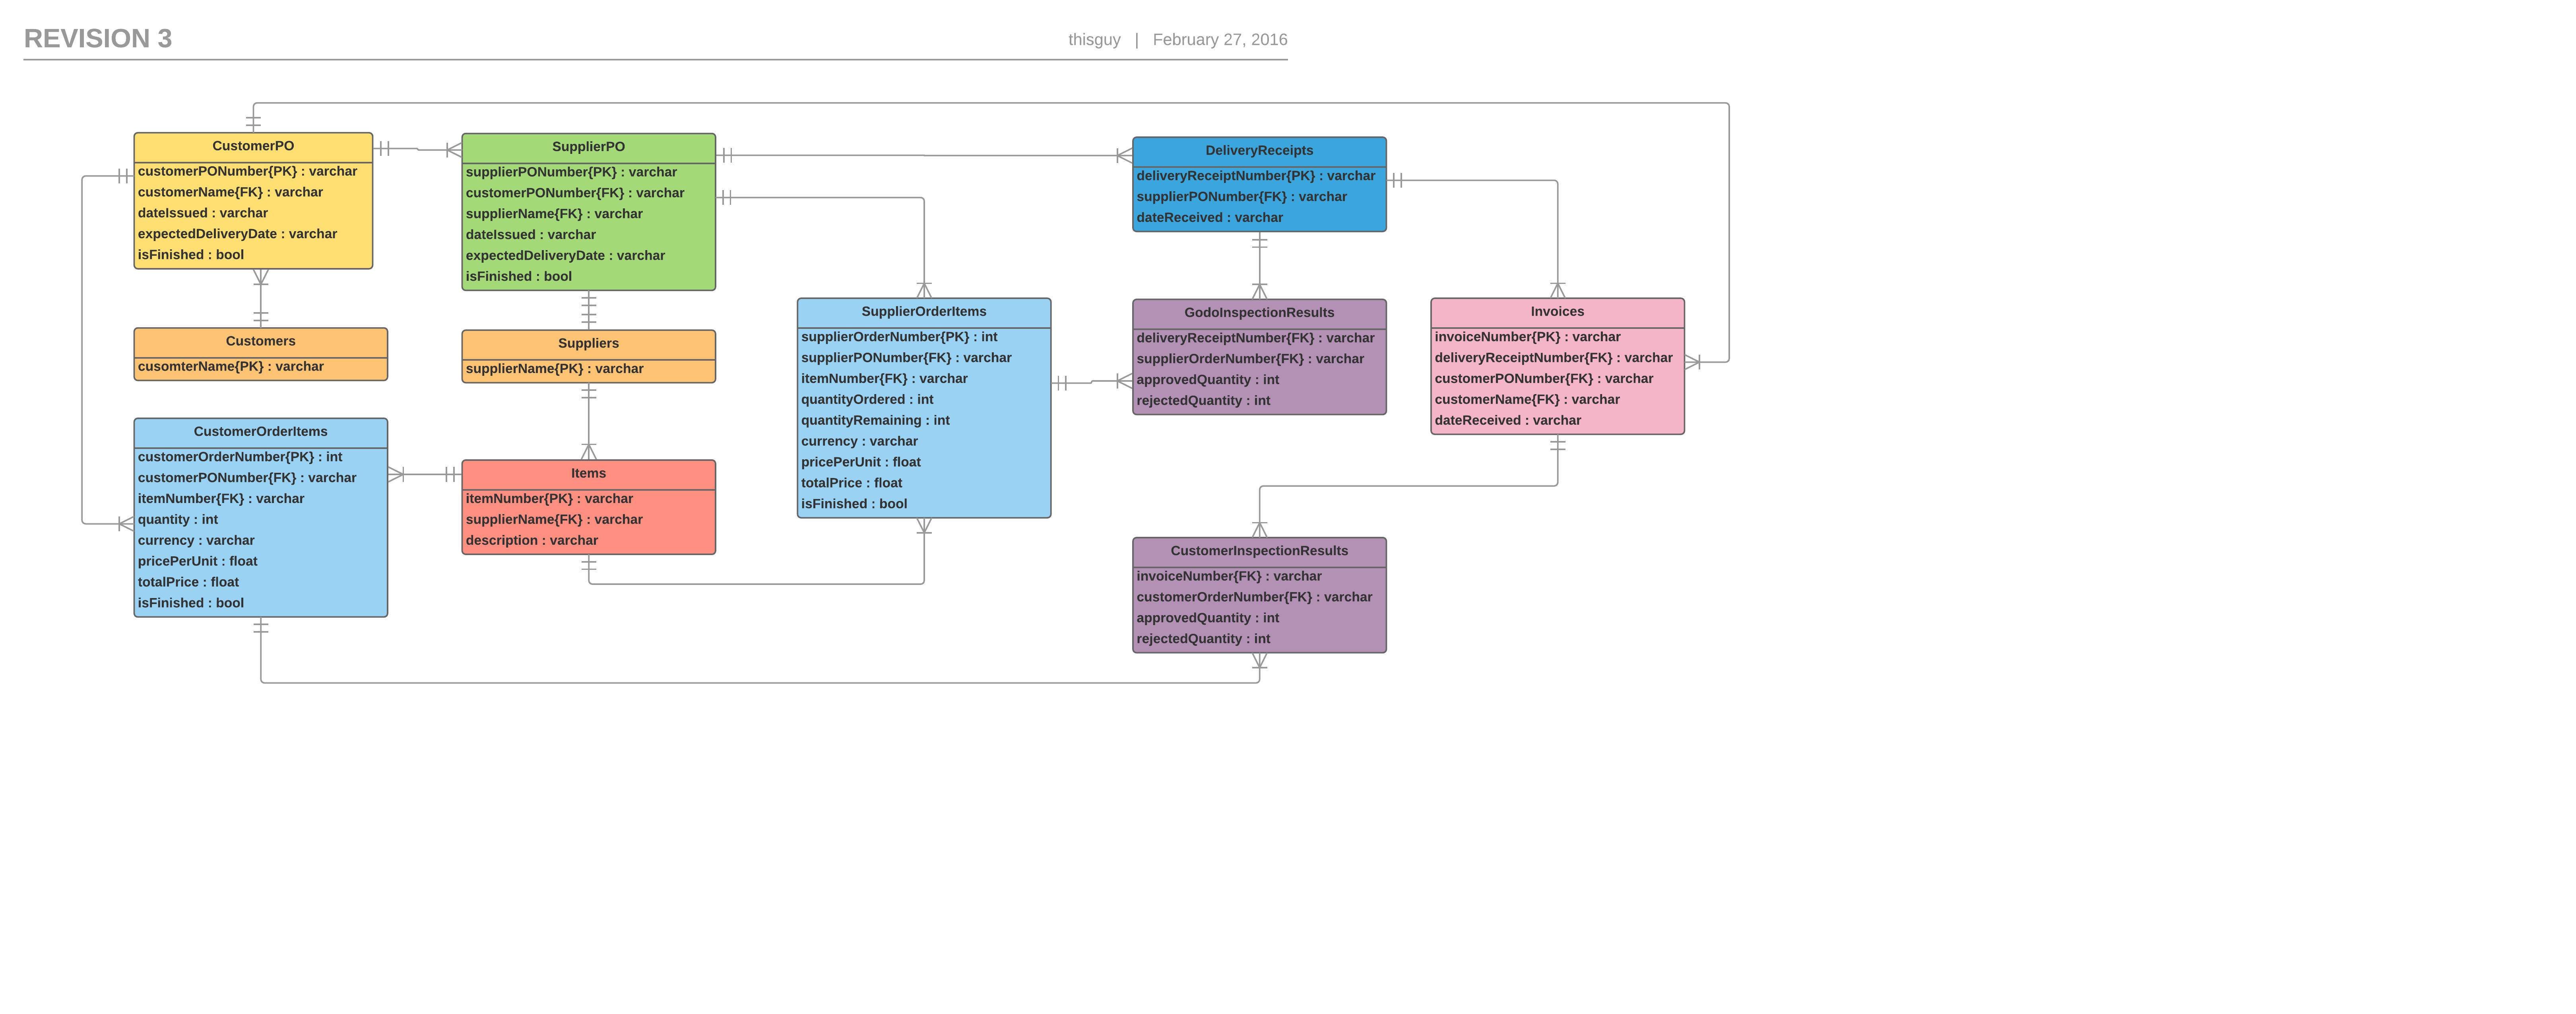 REVISION 3
thisguy | February 27, 2016
CustomerPO
customerPONumber{PK} : varchar
customerName{FK} : varchar
dateIssued : varchar
expectedDeliveryDate : varchar
isFinished : bool
SupplierPO
supplierPONumber{PK} : varchar
customerPONumber{FK} : varchar
supplierName{FK} : varchar
dateIssued : varchar
expectedDeliveryDate : varchar
isFinished : bool
DeliveryReceipts
deliveryReceiptNumber{PK} : varchar
supplierPONumber{FK} : varchar
dateReceived : varchar
Customers
cusomterName{PK} : varchar
Suppliers
supplierName{PK} : varchar
SupplierOrderItems
supplierOrderNumber{PK} : int
supplierPONumber{FK} : varchar
itemNumber{FK} : varchar
quantityOrdered : int
quantityRemaining : int
currency : varchar
pricePerUnit : float
totalPrice : float
isFinished : bool
GodoInspectionResults
deliveryReceiptNumber{FK} : varchar
supplierOrderNumber{FK} : varchar
approvedQuantity : int
rejectedQuantity : int
Invoices
invoiceNumber{PK} : varchar
deliveryReceiptNumber{FK} : varchar
customerPONumber{FK} : varchar
customerName{FK} : varchar
dateReceived : varchar
CustomerOrderItems
customerOrderNumber{PK} : int
customerPONumber{FK} : varchar
itemNumber{FK} : varchar
quantity : int
currency : varchar
pricePerUnit : float
totalPrice : float
isFinished : bool
Items
itemNumber{PK} : varchar
supplierName{FK} : varchar
description : varchar
CustomerInspectionResults
invoiceNumber{FK} : varchar
customerOrderNumber{FK} : varchar
approvedQuantity : int
rejectedQuantity : int